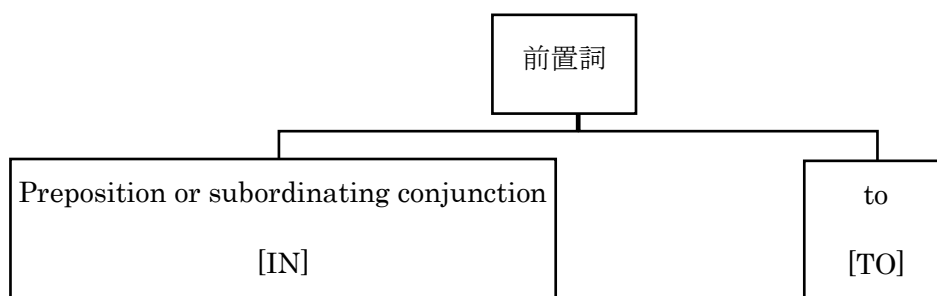 前置詞
Preposition or subordinating conjunction
[IN]
to
[TO]